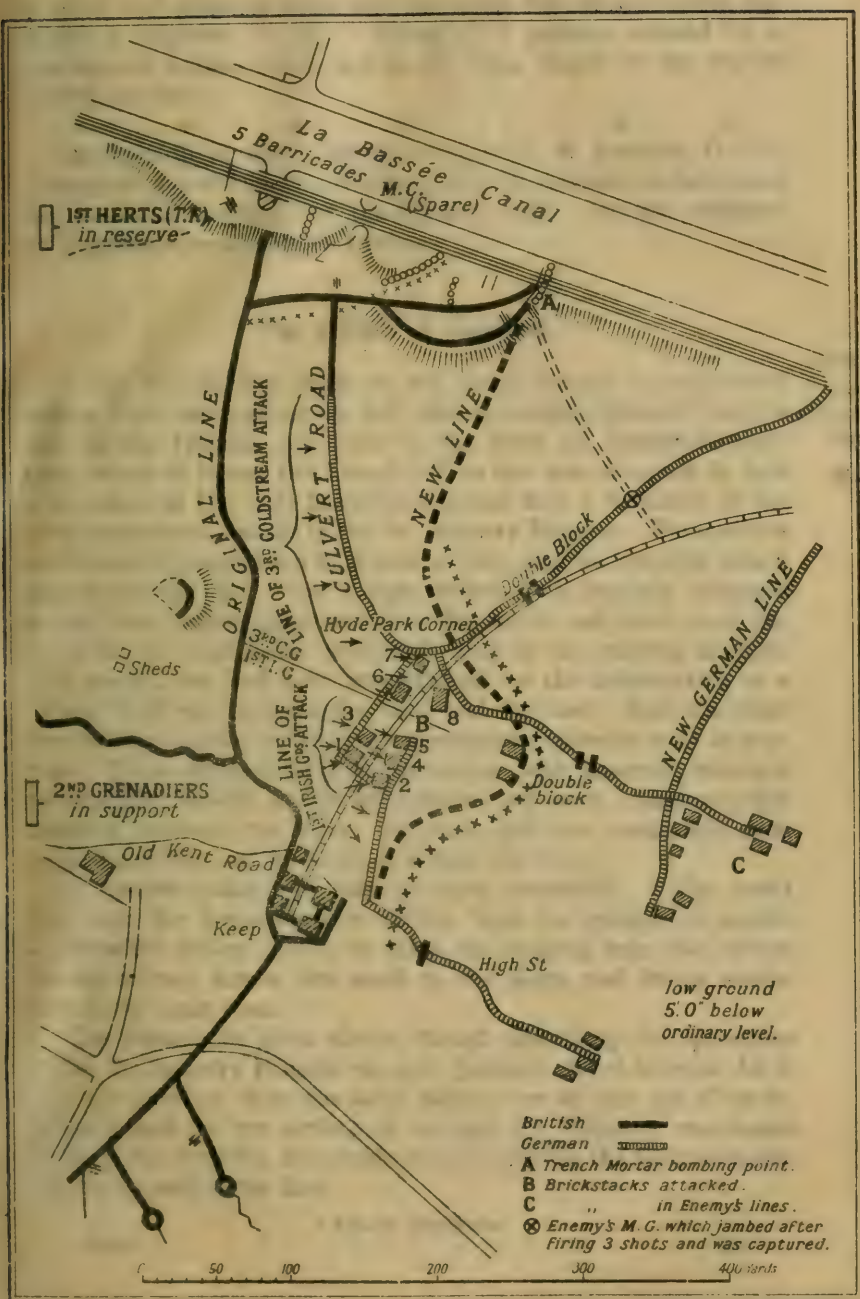 La Bassée Canal
5 Barricades
M.G.
(Spare)
1ST HERTS (T.F.)
in reserve
A
ORIGINAL LINE
LINE OF 3RD COLDSTREAM ATTACK
CULVERT ROAD
NEW LINE
Double Block
Hyde Park Corner
3RD C.G
1ST I.G
Sheds
7
6
3
B
8
1
5
4
2
LINE OF
1ST IRISH GDS ATTACK
NEW GERMAN LINE
2ND GRENADIERS
in support
Double
block
Old Kent Road
C
Keep
High St
low ground
5'.0" below
ordinary level.
British
German
A Trench Mortar bombing point.
B Brickstacks attacked.
C ,, in Enemy's lines.
Enemy's M.G. which jambed after
firing 3 shots and was captured.
0 50 100 200 300 400 Yards